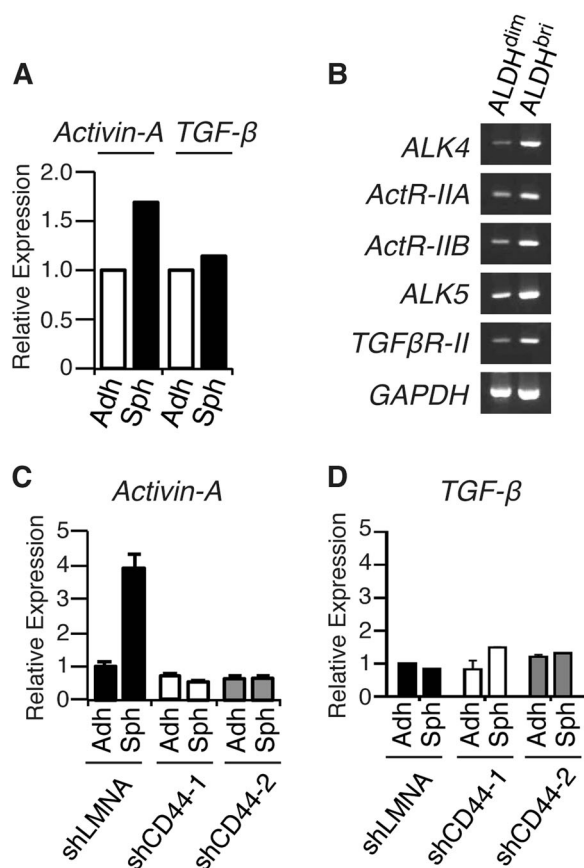 A
Activin-A TGF-β
Relative Expression
2.0
1.5
1.0
0.5
0
Adh Sph Adh Sph
B
ALDHdim ALDHbri
ALK4
ActR-IIA
ActR-IIB
ALK5
TGFβR-II
GAPDH
C
Activin-A
Relative Expression
5
4
3
2
1
0
Adh Sph Adh Sph Adh Sph
shLMNA shCD44-1 shCD44-2
D
TGF-β
Relative Expression
5
4
3
2
1
0
Adh Sph Adh Sph Adh Sph
shLMNA shCD44-1 shCD44-2